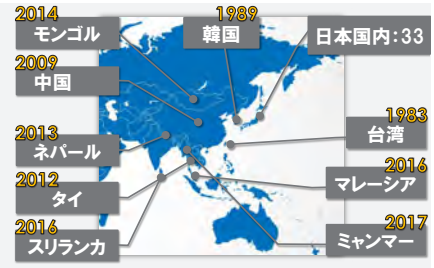 2014
モンゴル
1989
韓国
日本国内:33
2009
中国
1983
台湾
2013
ネパール
2016
マレーシア
2012
タイ
2017
ミャンマー
2016
スリランカ